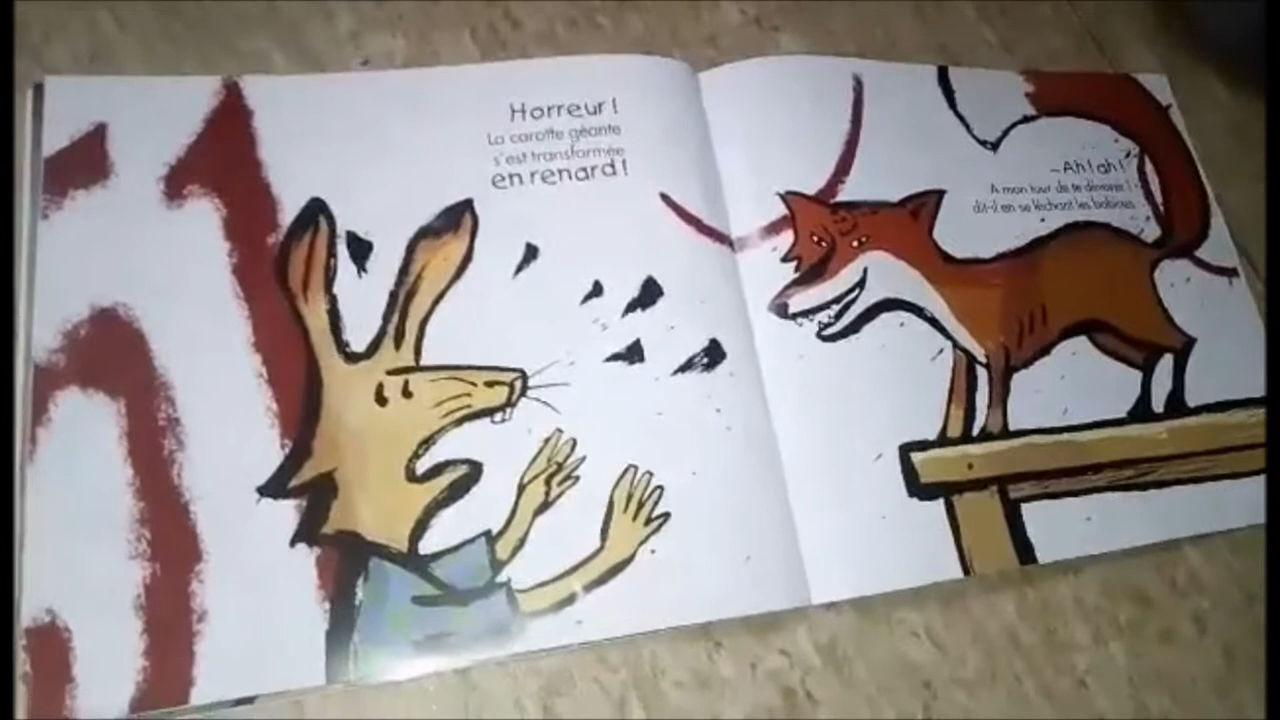 Horreur !
La carotte géante
s'est transformée
en renard !
– Ah ! ah !
A mon tour de te dévorer !
dit-il en se léchant les babines.